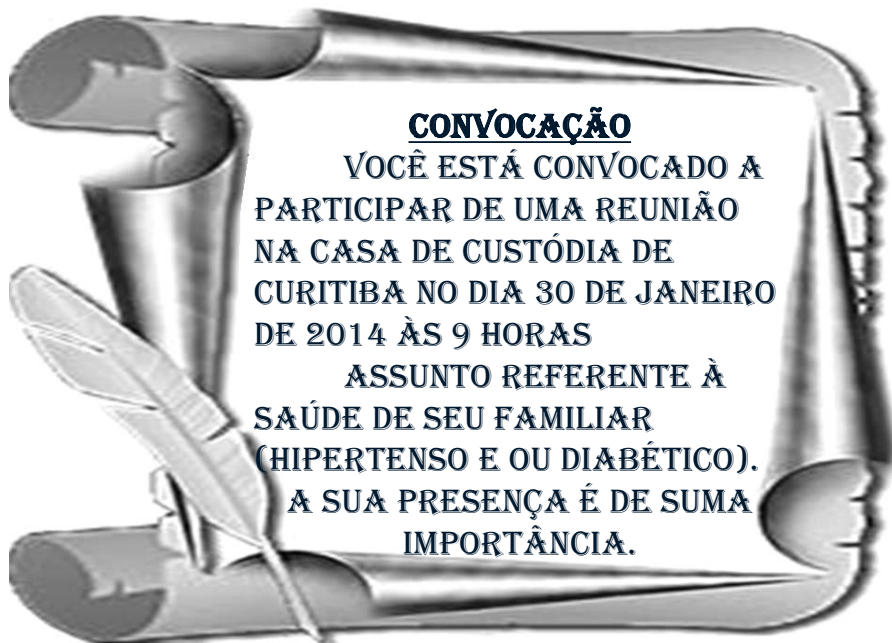 CONVOCAÇÃO
VOCÊ ESTÁ CONVOCADO A
PARTICIPAR DE UMA REUNIÃO
NA CASA DE CUSTÓDIA DE
CURITIBA NO DIA 30 DE JANEIRO
DE 2014 ÀS 9 HORAS
ASSUNTO REFERENTE À
SAÚDE DE SEU FAMILIAR
(HIPERTENSO E OU DIABÉTICO).
A SUA PRESENÇA É DE SUMA
IMPORTÂNCIA.